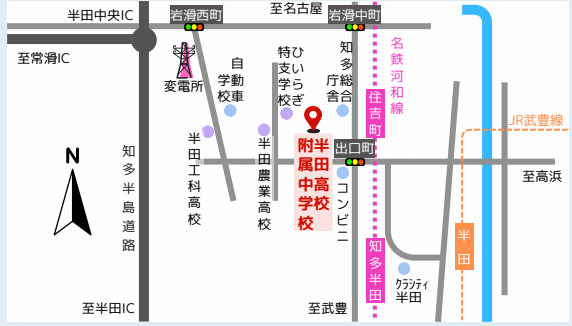 半田中央IC
岩滑西町
至名古屋
岩滑中町
至常滑IC
変電所
自動車
学校
ひいらぎ
特支学校
知多総合
庁舎
名鉄河和線
住吉町
JR武豊線
N
知多半島道路
半田工科高校
半田農業高校
半田高校
附属中学校
出口町
コンビニ
至高浜
知多半田
半田
クラシティ
半田
至半田IC
至武豊